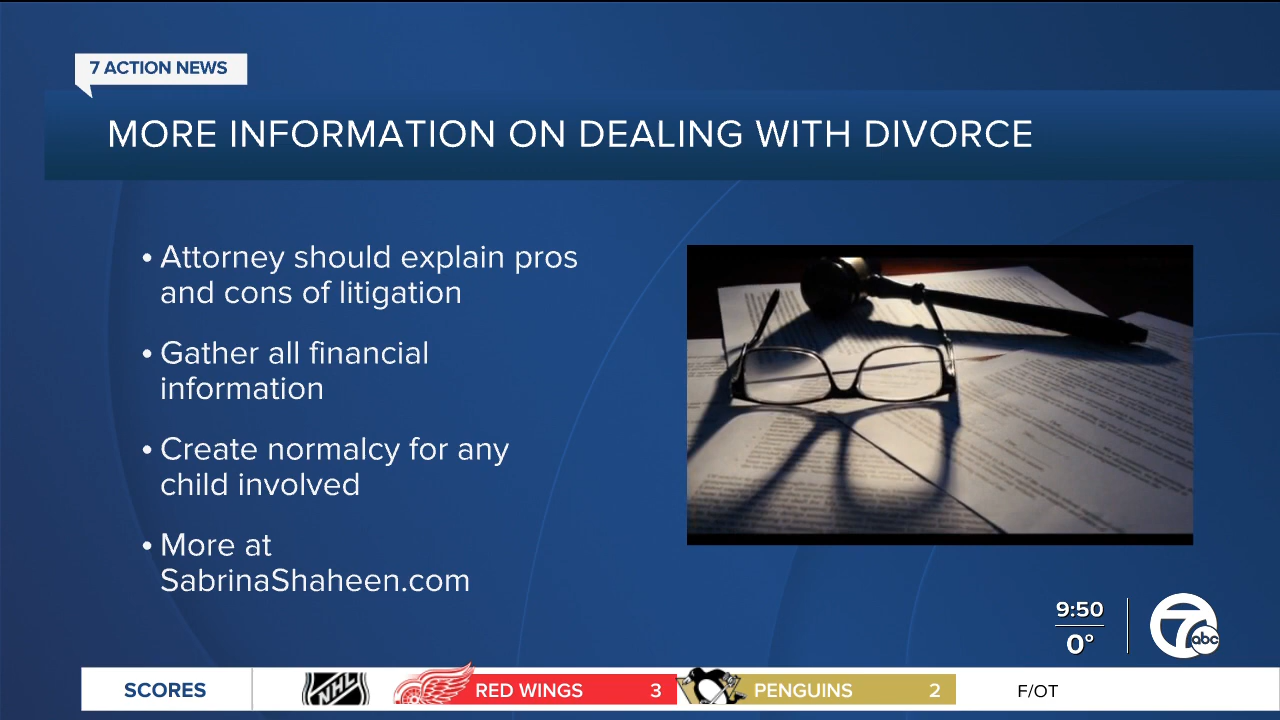 7 ACTION NEWS
MORE INFORMATION ON DEALING WITH DIVORCE
• Attorney should explain pros
and cons of litigation
• Gather all financial
information
• Create normalcy for any
child involved
• More at
SabrinaShaheen.com
9:50
0°
7 abc
SCORES
NHL
RED WINGS 3
PENGUINS 2
F/OT